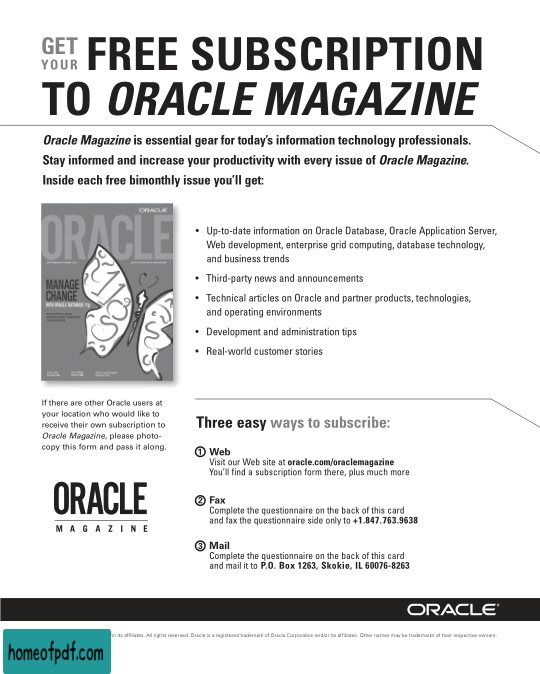 GET YOUR FREE SUBSCRIPTION
TO ORACLE MAGAZINE
Oracle Magazine is essential gear for today's information technology professionals.
Stay informed and increase your productivity with every issue of Oracle Magazine.
Inside each free bimonthly issue you'll get:
ORACLE
ORACLE
MANAGE
CHANGE
WITH ORACLE DATABASE 11g
• Up-to-date information on Oracle Database, Oracle Application Server,
Web development, enterprise grid computing, database technology,
and business trends
• Third-party news and announcements
• Technical articles on Oracle and partner products, technologies,
and operating environments
• Development and administration tips
• Real-world customer stories
If there are other Oracle users at
your location who would like to
receive their own subscription to
Oracle Magazine, please photo-
copy this form and pass it along.
ORACLE
MAGAZINE
Three easy ways to subscribe:
1 Web
Visit our Web site at oracle.com/oraclemagazine
You'll find a subscription form there, plus much more
2 Fax
Complete the questionnaire on the back of this card
and fax the questionnaire side only to +1.847.763.9638
3 Mail
Complete the questionnaire on the back of this card
and mail it to P.O. Box 1263, Skokie, IL 60076-8263
ORACLE®
or its affiliates. All rights reserved. Oracle is a registered trademark of Oracle Corporation and/or its affiliates. Other names may be trademarks of their respective owners.
homeofpdf.com